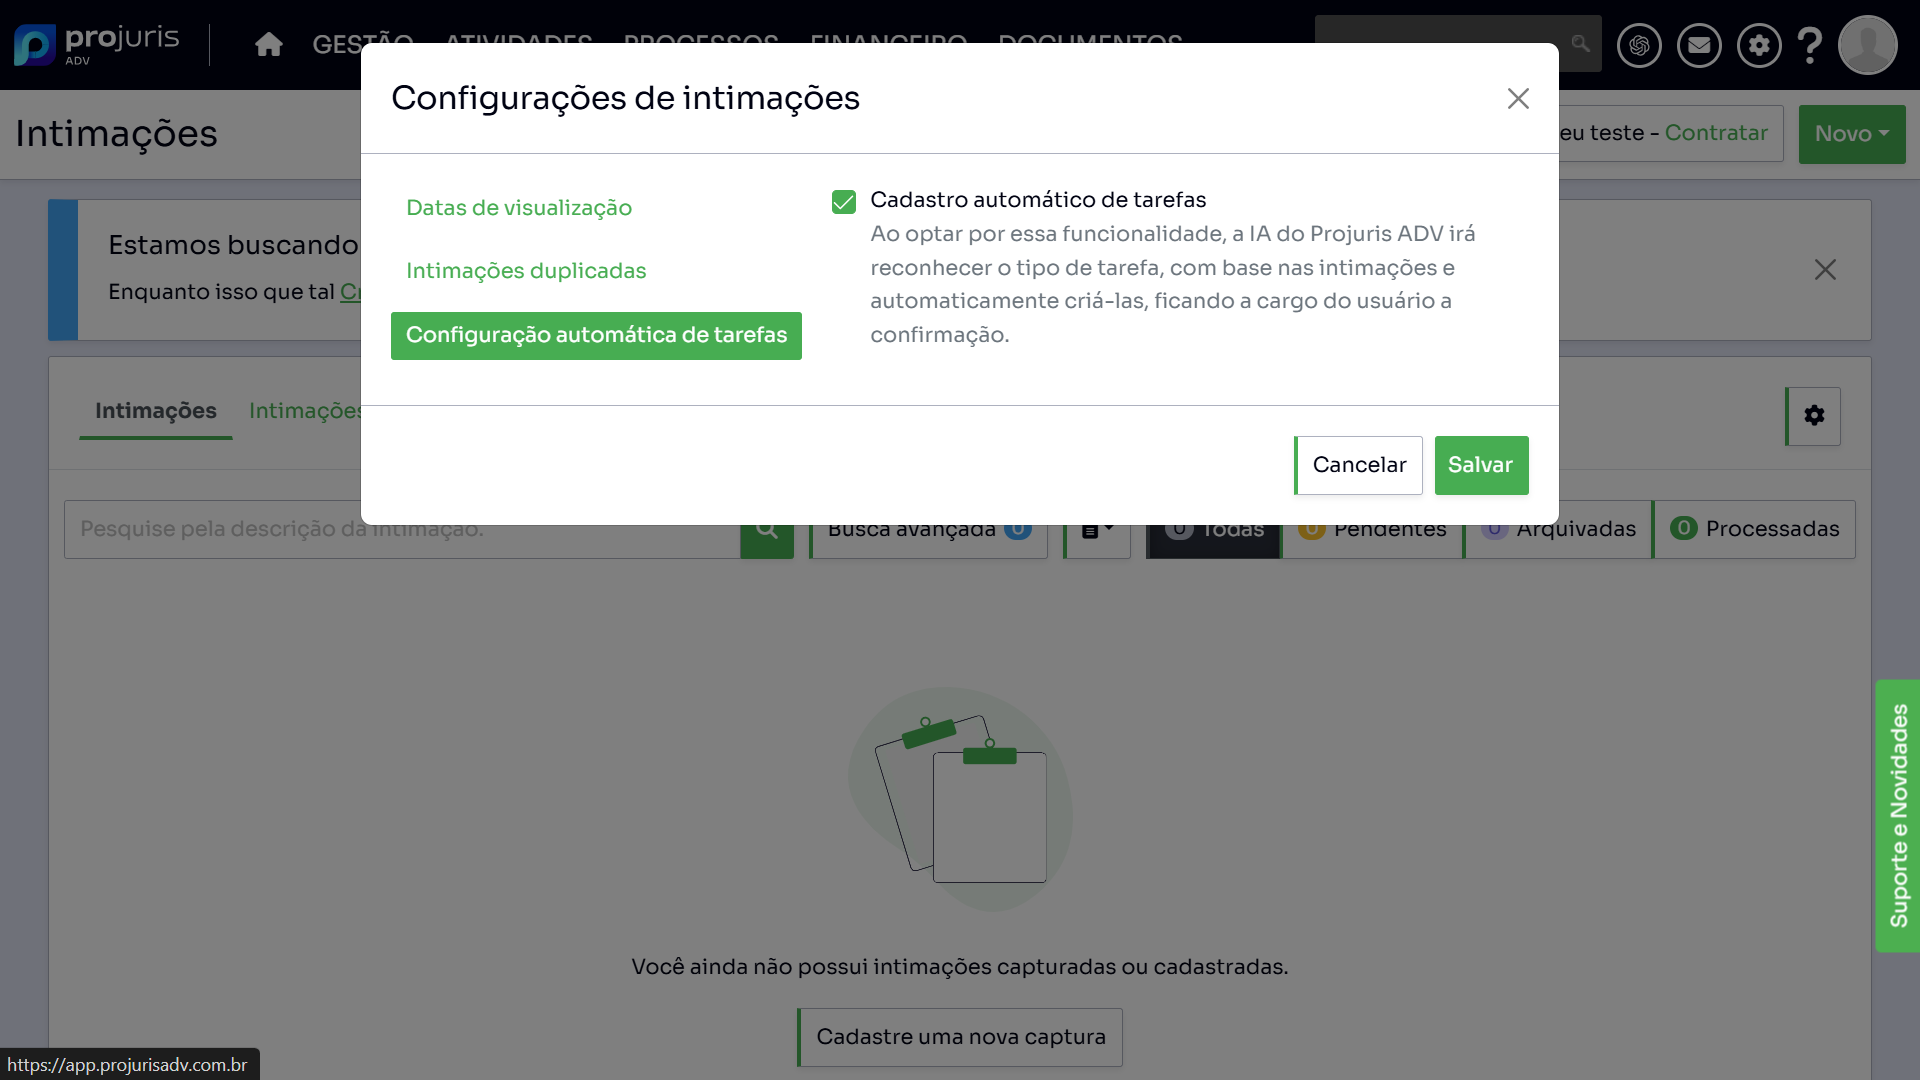 projuris
ADV
GESTÃO
ATIVIDADES
PROCESSOS
FINANCEIRO
DOCUMENTOS
Configurações de intimações
Intimações
eu teste - Contratar
Novo
Datas de visualização
Intimações duplicadas
Configuração automática de tarefas
Cadastro automático de tarefas
Ao optar por essa funcionalidade, a IA do Projuris ADV irá
reconhecer o tipo de tarefa, com base nas intimações e
automaticamente criá-las, ficando a cargo do usuário a
confirmação.
Cancelar
Salvar
Estamos buscando
Enquanto isso que tal
Intimações
Intimações
Pesquise pela descrição da intimação.
Busca avançada 0
0 Todas
0 Pendentes
0 Arquivadas
0 Processadas
Você ainda não possui intimações capturadas ou cadastradas.
Cadastre uma nova captura
Suporte e Novidades
https://app.projurisadv.com.br